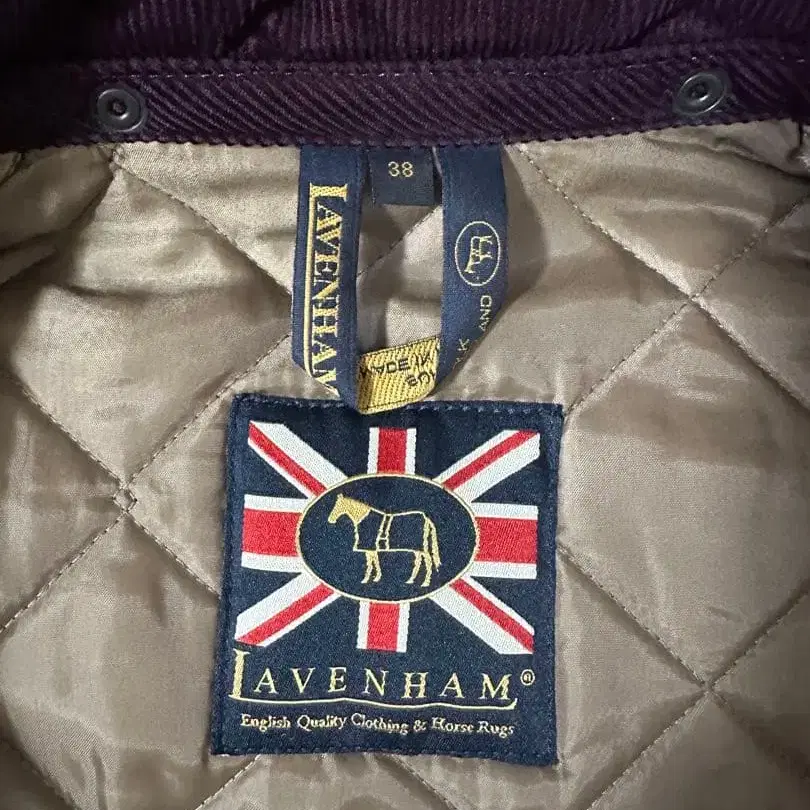 38
LAVENHAM
MADE IN
LAVENHAM®
English Quality Clothing & Horse Rugs